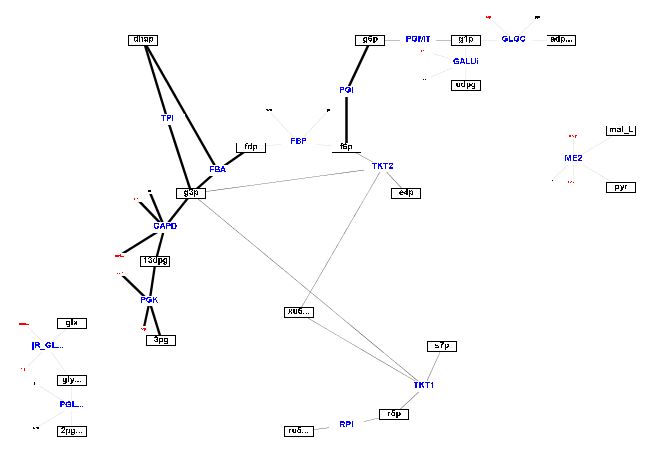 dhap
g6p
PGMT
g1p
GLGC
adp...
GALUi
udpg
PGI
TPI
mal_L
FBP
fdp
f6p
ME2
FBA
TKT2
pyr
g3p
e4p
GAPD
13dpg
PGK
xu5...
glx
3pg
s7p
|R_GL...
gly...
TKT1
PGL...
r5p
RPI
2pg...
ru5...